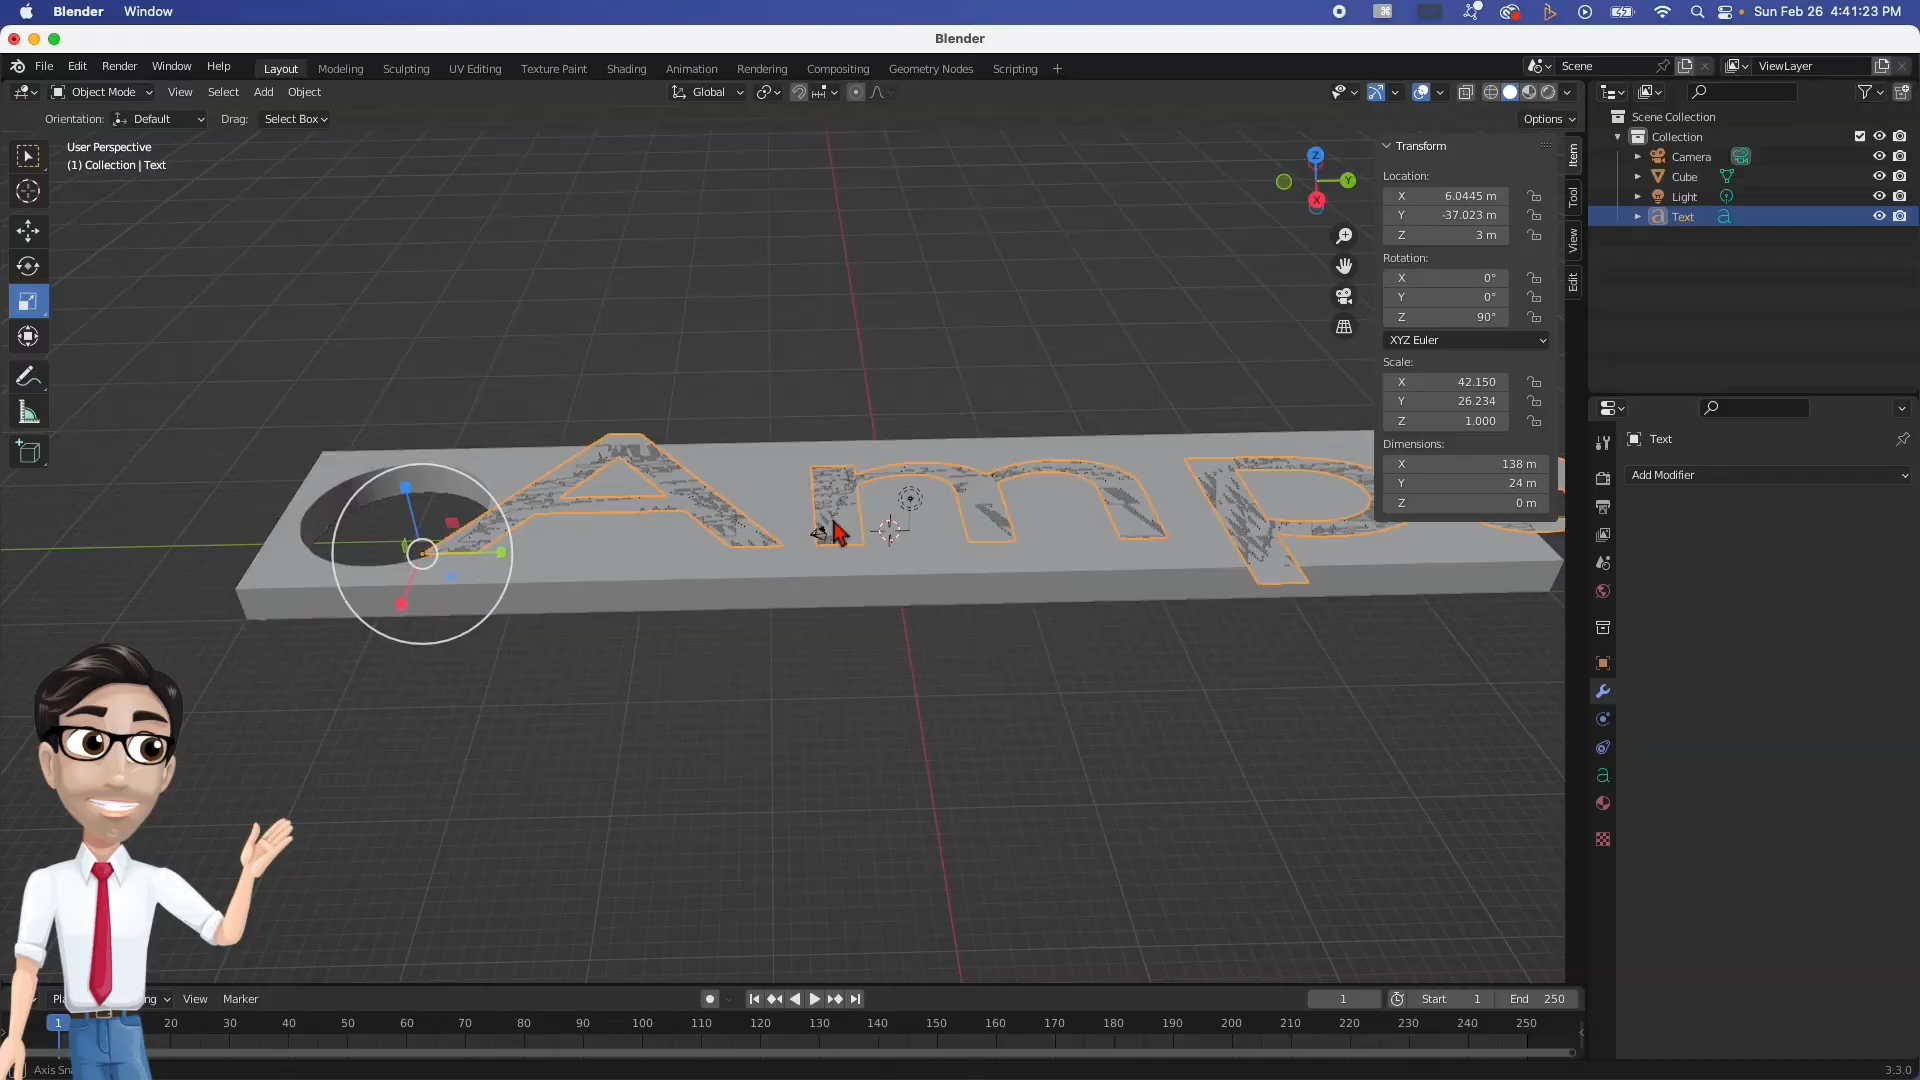 Blender Window Sun Feb 26 4:41:23 PM
Blender
File Edit Render Window Help Layout Modeling Sculpting UV Editing Texture Paint Shading Animation Rendering Compositing Geometry Nodes Scripting + Scene ViewLayer
Object Mode View Select Add Object Global
Orientation: Default Drag: Select Box Options
User Perspective
(1) Collection | Text
Z
Y
X
Transform
Location:
X 6.0445 m
Y -37.023 m
Z 3 m
Rotation:
X 0°
Y 0°
Z 90°
XYZ Euler
Scale:
X 42.150
Y 26.234
Z 1.000
Dimensions:
X 138 m
Y 24 m
Z 0 m
Item
Tool
View
Edit
Scene Collection
Collection
Camera
Cube
Light
Text
Text
Add Modifier
Amp
View Marker 1 Start 1 End 250
1 20 30 40 50 60 70 80 90 100 110 120 130 140 150 160 170 180 190 200 210 220 230 240 250
3.3.0